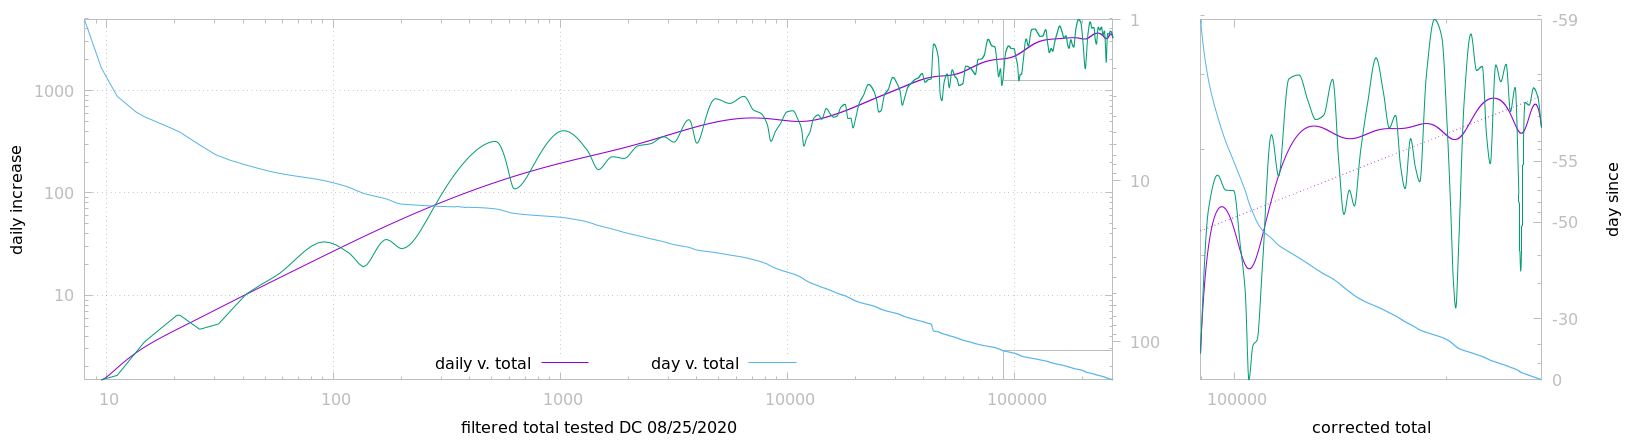 daily increase
1000
100
10
10
100
1000
10000
100000
filtered total tested DC 08/25/2020
daily v. total
day v. total
1
10
100
100000
corrected total
-59
-55
-50
-30
0
day since